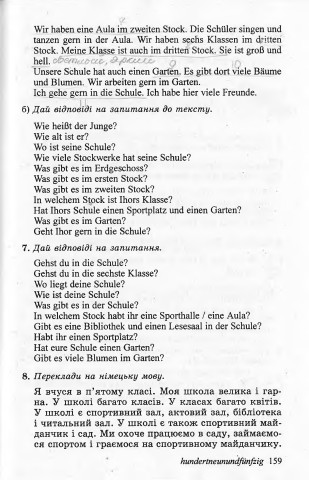 Wir haben eine Aula im zweiten Stock. Die Schüler singen und
tanzen gern in der Aula. Wir haben sechs Klassen im dritten
Stock. Meine Klasse ist auch im dritten Stock. Sie ist groß und
hell.
Unsere Schule hat auch einen Garten. Es gibt dort viele Bäume
und Blumen. Wir arbeiten gern im Garten.
Ich gehe gern in die Schule. Ich habe hier viele Freunde.
б) Дай відповіді на запитання до тексту.
Wie heißt der Junge?
Wie alt ist er?
Wo ist seine Schule?
Wie viele Stockwerke hat seine Schule?
Was gibt es im Erdgeschoss?
Was gibt es im ersten Stock?
Was gibt es im zweiten Stock?
In welchem Stock ist Ihors Klasse?
Hat Ihors Schule einen Sportplatz und einen Garten?
Was gibt es im Garten?
Geht Ihor gern in die Schule?
7. Дай відповіді на запитання.
Gehst du in die Schule?
Gehst du in die sechste Klasse?
Wo liegt deine Schule?
Wie ist deine Schule?
Was gibt es in der Schule?
In welchem Stock habt ihr eine Sporthalle / eine Aula?
Gibt es eine Bibliothek und einen Lesesaal in der Schule?
Habt ihr einen Sportplatz?
Hat eure Schule einen Garten?
Gibt es viele Blumen im Garten?
8. Переклади на німецьку мову.
Я вчуся в п'ятому класі. Моя школа велика і гар-
на. У школі багато класів. У класах багато квітів.
У школі є спортивний зал, актовий зал, бібліотека
і читальний зал. У школі є також спортивний май-
данчик і сад. Ми охоче працюємо в саду, займаємо-
ся спортом і граємося на спортивному майданчику.
hundertneunundfünfzig 159